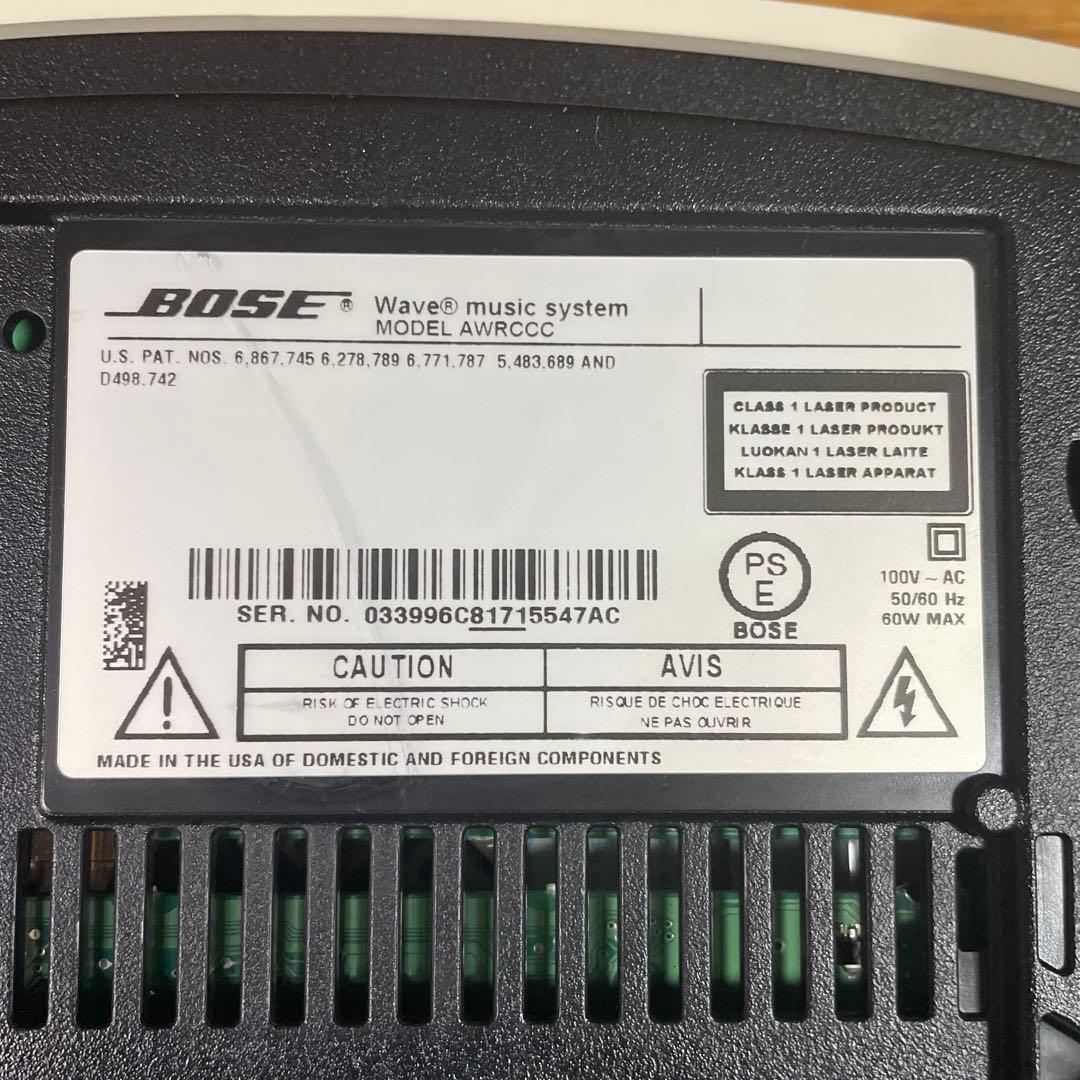 BOSE® Wave® music system
MODEL AWRCCC
U.S. PAT. NOS. 6,867,745 6,278,789 6,771,787 5,483,689 AND
D498,742
CLASS 1 LASER PRODUCT
KLASSE 1 LASER PRODUKT
LUOKAN 1 LASER LAITE
KLASS 1 LASER APPARAT
PS
E
BOSE
100V ~ AC
50/60 Hz
60W MAX
SER. NO. 033996C81715547AC
CAUTION
RISK OF ELECTRIC SHOCK
DO NOT OPEN
AVIS
RISQUE DE CHOC ELECTRIQUE
NE PAS OUVRIR
MADE IN THE USA OF DOMESTIC AND FOREIGN COMPONENTS